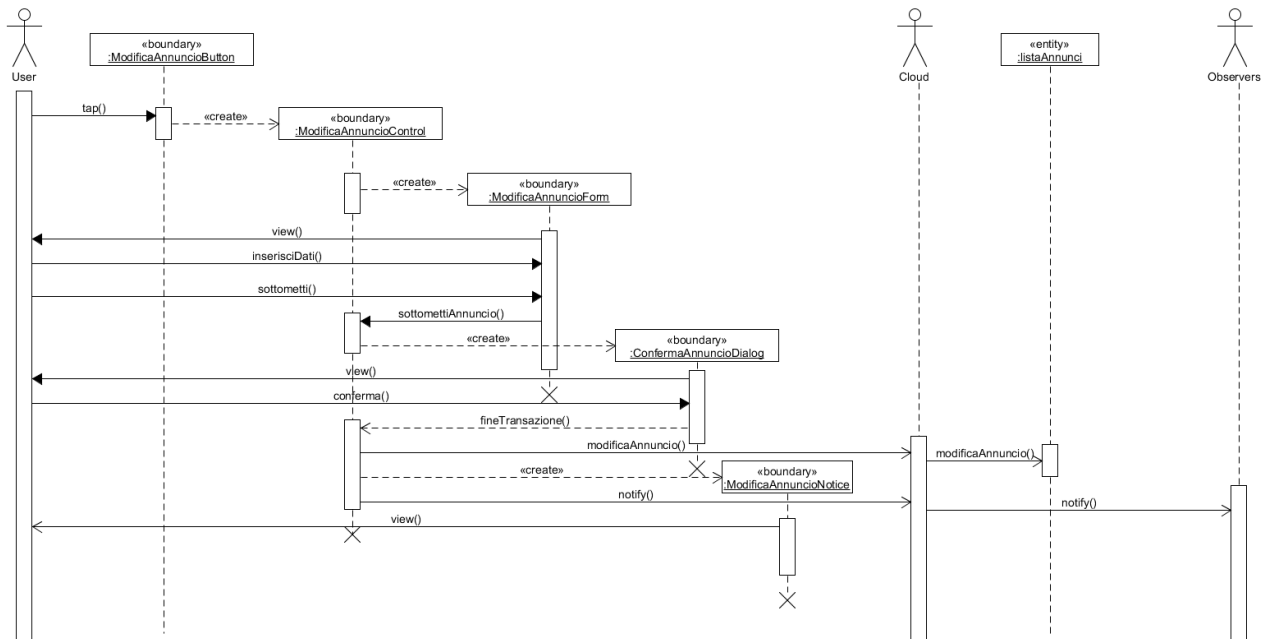 «boundary»
:ModificaAnnuncioButton
«entity»
:listaAnnunci
User
Cloud
Observers
tap()
«create»
«boundary»
:ModificaAnnuncioControl
«create»
«boundary»
:ModificaAnnuncioForm
view()
inserisciDati()
sottometti()
sottomettiAnnuncio()
«create»
«boundary»
:ConfermaAnnuncioDialog
view()
conferma()
fineTransazione()
modificaAnnuncio()
modificaAnnuncio()
«create»
«boundary»
:ModificaAnnuncioNotice
notify()
notify()
view()